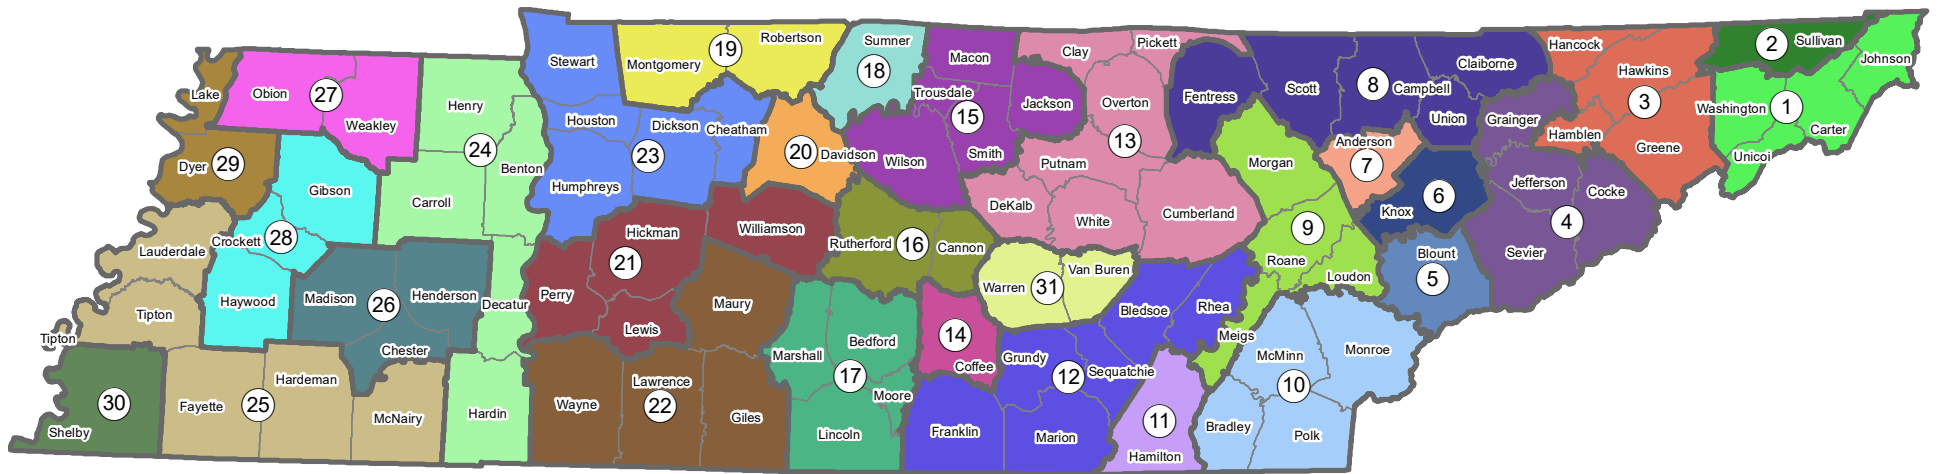 Lake
Obion
27
Weakley
Dyer
29
Gibson
Crockett
28
Haywood
Henry
24
Benton
Carroll
Decatur
Hardin
Lauderdale
Tipton
Tipton
Madison
26
Henderson
Chester
30
Shelby
Fayette
25
Hardeman
McNairy
Stewart
Houston
Dickson
Cheatham
23
Humphreys
Montgomery
19
Robertson
Sumner
18
20
Davidson
Macon
Trousdale
15
Jackson
Wilson
Smith
Clay
Pickett
Overton
13
Putnam
DeKalb
White
Cumberland
Hickman
21
Perry
Lewis
Williamson
Maury
Wayne
Lawrence
22
Giles
Rutherford
16
Cannon
Marshall
Bedford
17
Moore
Lincoln
14
Coffee
Warren
31
Van Buren
Bledsoe
Rhea
Grundy
12
Sequatchie
Franklin
Marion
11
Hamilton
Fentress
Scott
8
Campbell
Claiborne
Union
Anderson
7
Morgan
9
Roane
Loudon
Meigs
Knox
6
Blount
5
McMinn
Monroe
10
Bradley
Polk
Grainger
Jefferson
Cocke
4
Sevier
Hancock
Hawkins
3
Hamblen
Greene
2
Sullivan
Johnson
Washington
1
Carter
Unicoi